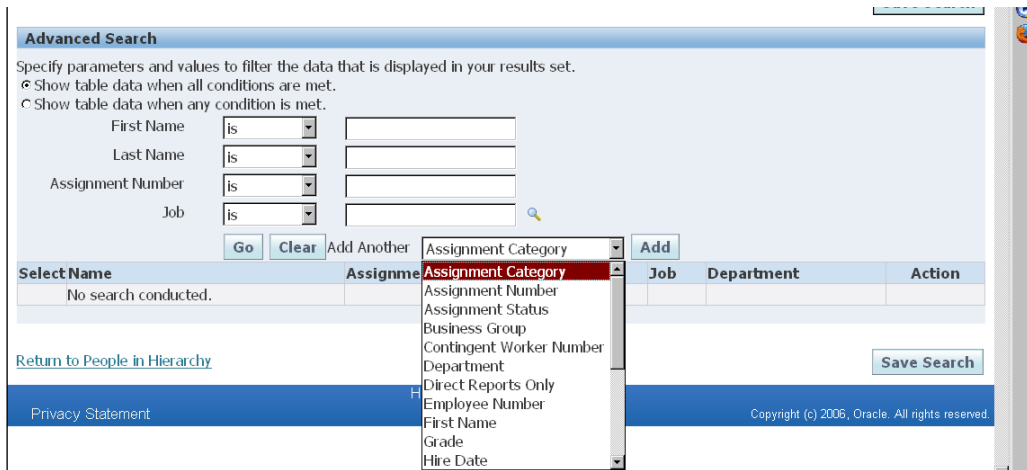 Advanced Search
Specify parameters and values to filter the data that is displayed in your results set.
Show table data when all conditions are met.
Show table data when any condition is met.
First Name is
Last Name is
Assignment Number is
Job is
Go Clear Add Another Assignment Category Add
Select Name Assignme Job Department Action
No search conducted.
Assignment Category
Assignment Number
Assignment Status
Business Group
Contingent Worker Number
Department
Direct Reports Only
Employee Number
First Name
Grade
Hire Date
Return to People in Hierarchy
Save Search
H
Privacy Statement
Copyright (c) 2006, Oracle. All rights reserved.